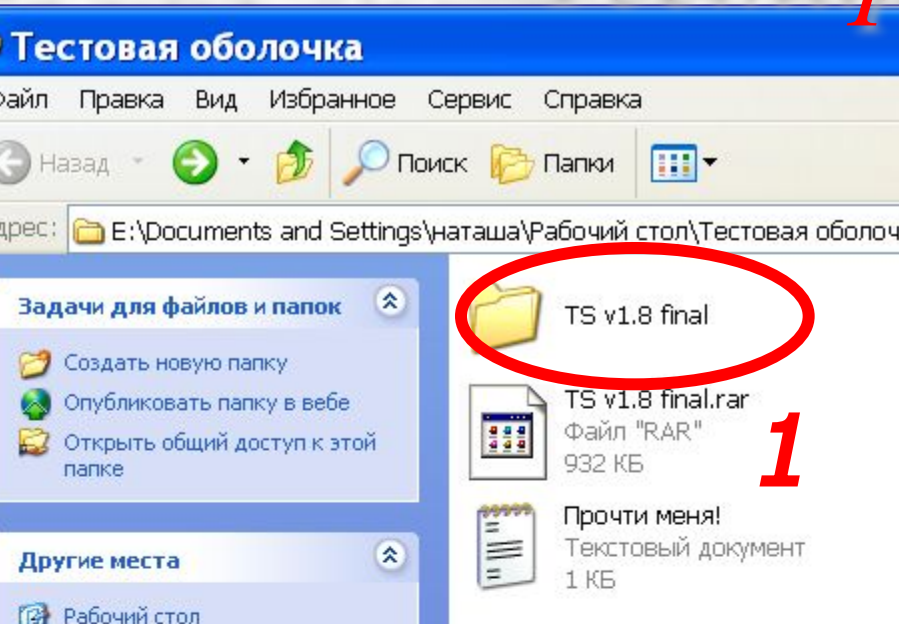 1
Тестовая оболочка
Файл Правка Вид Избранное Сервис Справка
Назад Поиск Папки
Адрес: E:\Documents and Settings\наташа\Рабочий стол\Тестовая оболоч
Задачи для файлов и папок
Создать новую папку
Опубликовать папку в вебе
Открыть общий доступ к этой
папке
Другие места
Рабочий стол
TS v1.8 final
TS v1.8 final.rar
Файл "RAR"
932 КБ
1
Прочти меня!
Текстовый документ
1 КБ